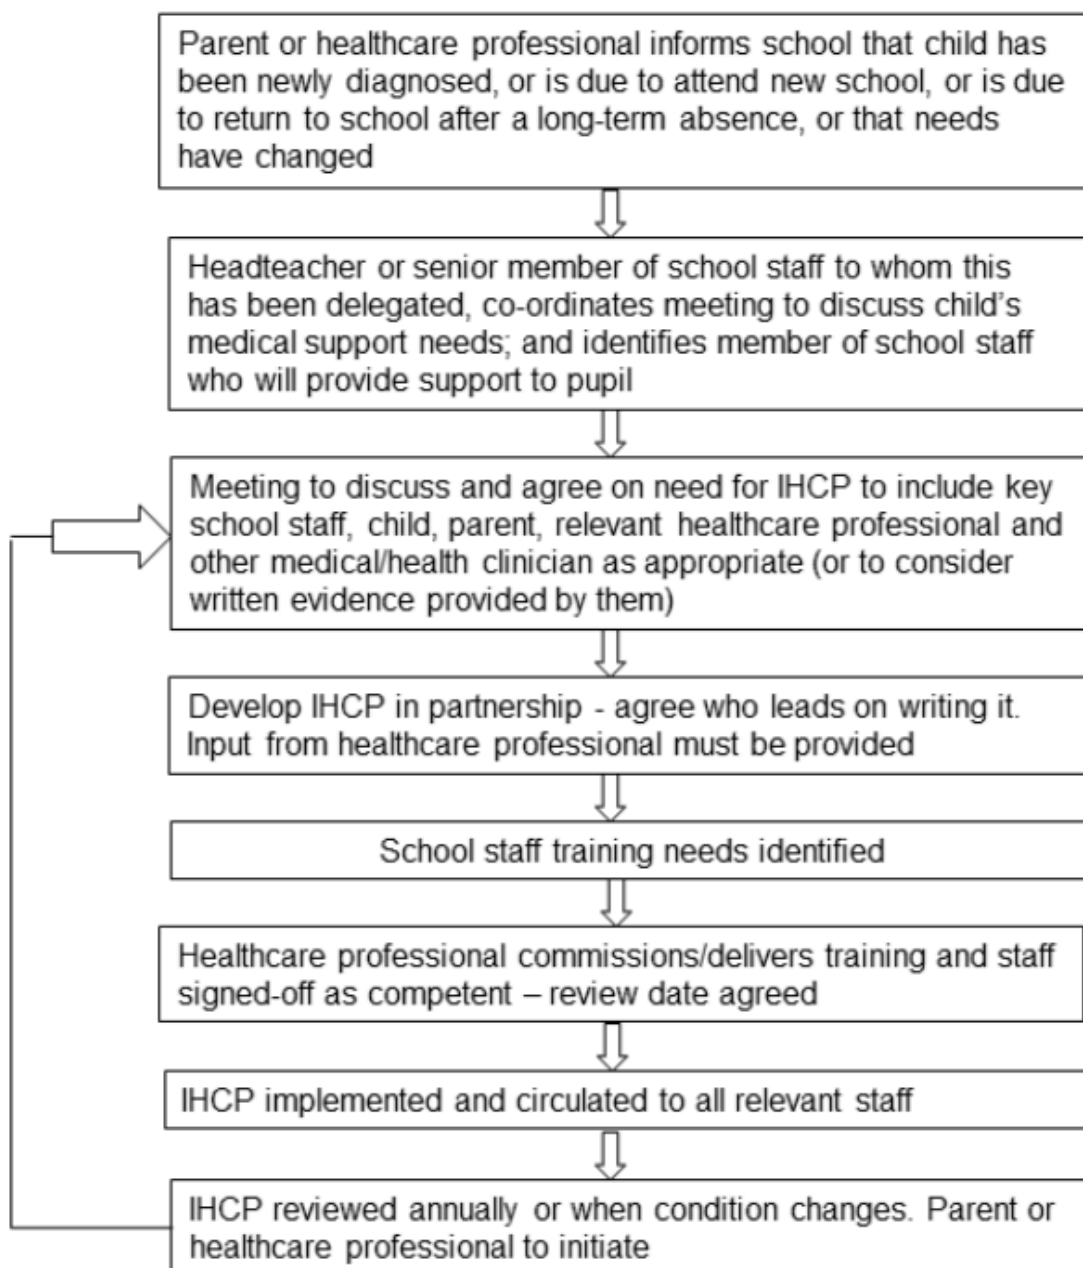 Parent or healthcare professional informs school that child has
been newly diagnosed, or is due to attend new school, or is due
to return to school after a long-term absence, or that needs
have changed
Headteacher or senior member of school staff to whom this
has been delegated, co-ordinates meeting to discuss child's
medical support needs; and identifies member of school staff
who will provide support to pupil
Meeting to discuss and agree on need for IHCP to include key
school staff, child, parent, relevant healthcare professional and
other medical/health clinician as appropriate (or to consider
written evidence provided by them)
Develop IHCP in partnership - agree who leads on writing it.
Input from healthcare professional must be provided
School staff training needs identified
Healthcare professional commissions/delivers training and staff
signed-off as competent – review date agreed
IHCP implemented and circulated to all relevant staff
IHCP reviewed annually or when condition changes. Parent or
healthcare professional to initiate